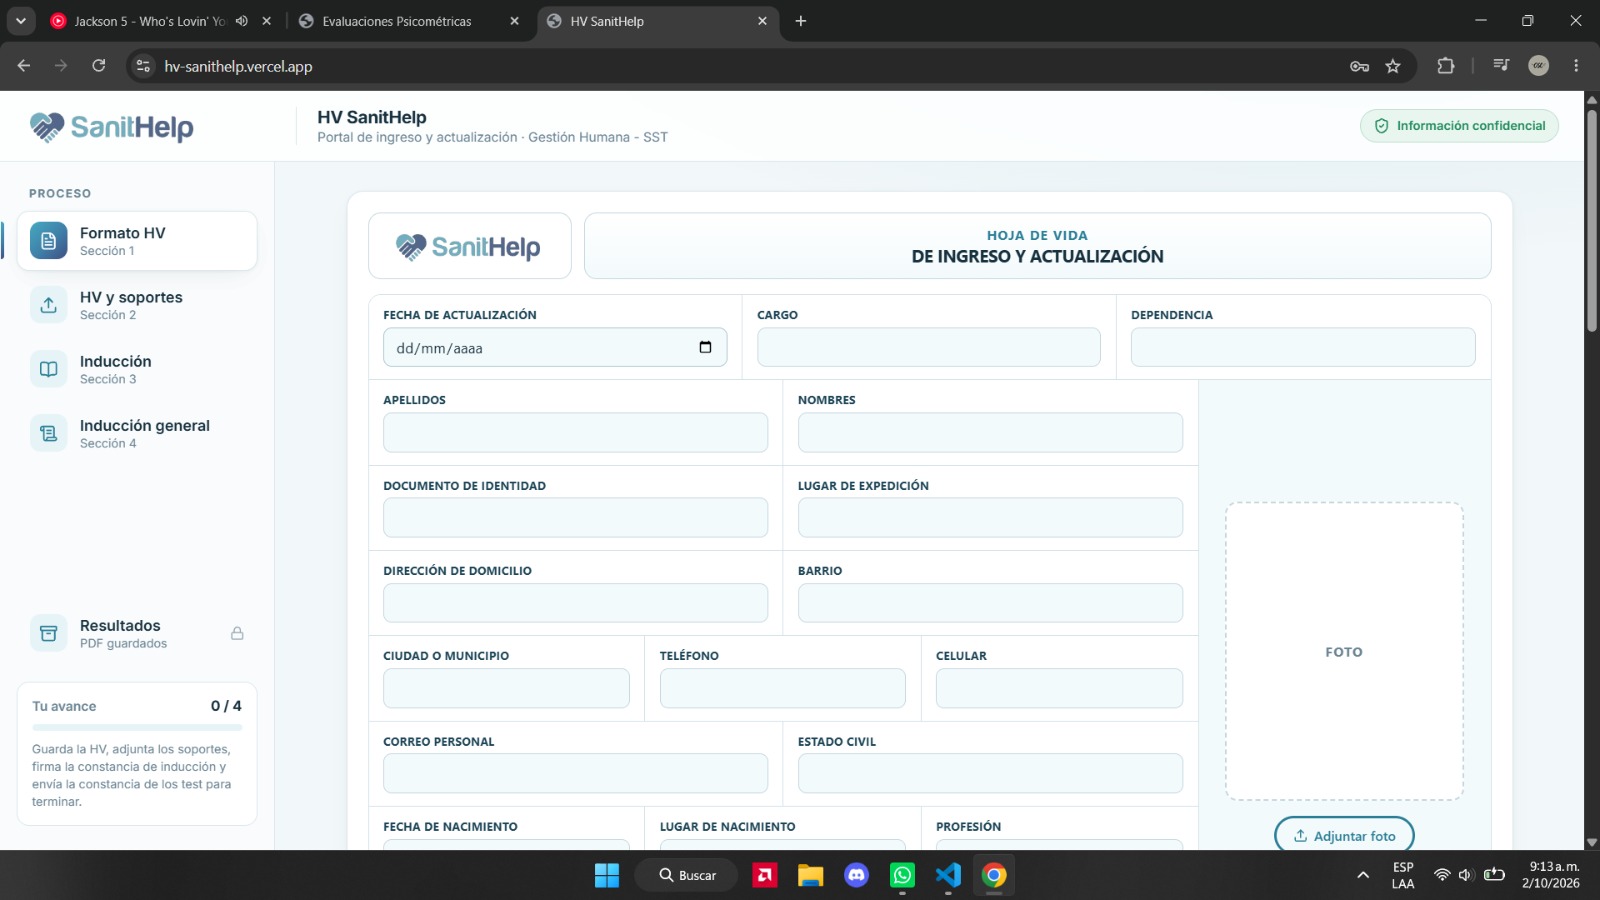 Jackson 5 - Who's Lovin' Yo
Evaluaciones Psicométricas
HV SanitHelp
hv-sanithelp.vercel.app
SanitHelp
HV SanitHelp
Portal de ingreso y actualización · Gestión Humana - SST
Información confidencial
PROCESO
Formato HV
Sección 1
HV y soportes
Sección 2
Inducción
Sección 3
Inducción general
Sección 4
Resultados
PDF guardados
Tu avance
0 / 4
Guarda la HV, adjunta los soportes,
firma la constancia de inducción y
envía la constancia de los test para
terminar.
SanitHelp
HOJA DE VIDA
DE INGRESO Y ACTUALIZACIÓN
FECHA DE ACTUALIZACIÓN
CARGO
DEPENDENCIA
dd/mm/aaaa
APELLIDOS
NOMBRES
DOCUMENTO DE IDENTIDAD
LUGAR DE EXPEDICIÓN
DIRECCIÓN DE DOMICILIO
BARRIO
CIUDAD O MUNICIPIO
TELÉFONO
CELULAR
FOTO
CORREO PERSONAL
ESTADO CIVIL
FECHA DE NACIMIENTO
LUGAR DE NACIMIENTO
PROFESIÓN
Adjuntar foto
Buscar
ESP
LAA
9:13 a. m.
2/10/2026